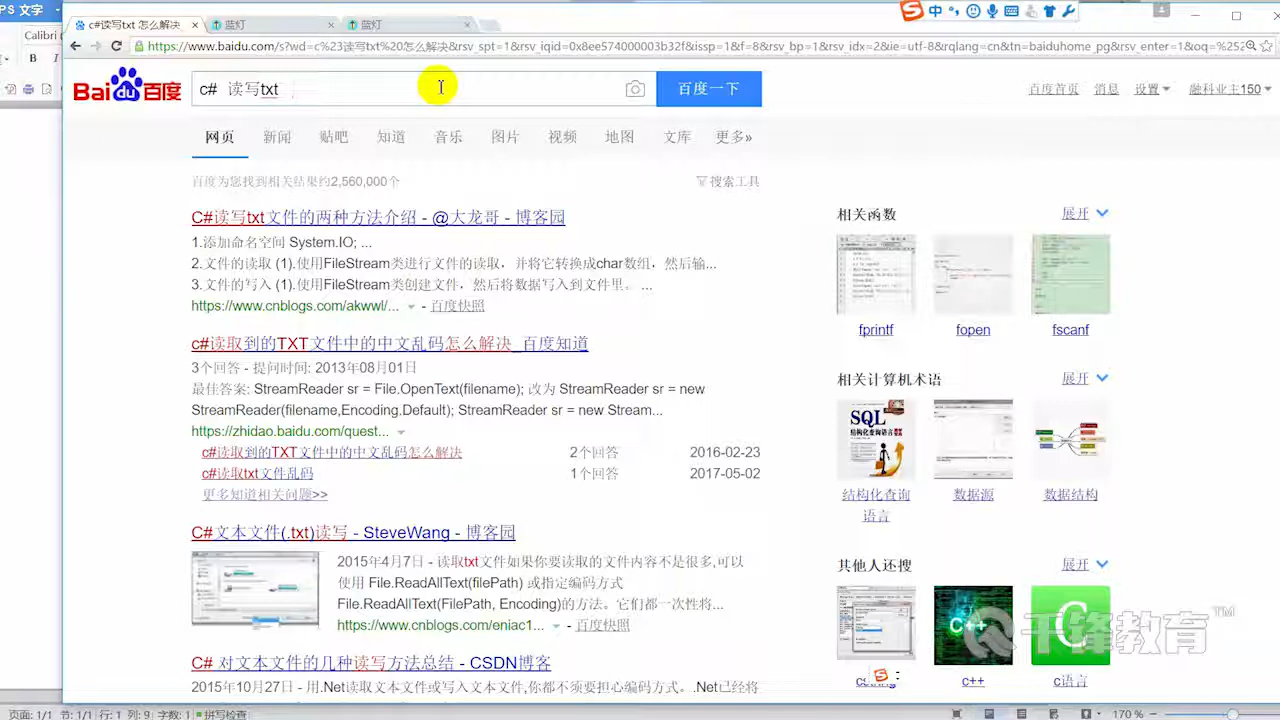 PS 文字
c#读写txt 怎么解决
蓝灯
蓝灯
中
Calibri
B I
https://www.baidu.com/s?wd=c%23读写txt%20怎么解决&rsv_spt=1&rsv_iqid=0x8ee574000003b32f&issp=1&f=8&rsv_bp=1&rsv_idx=2&ie=utf-8&rqlang=cn&tn=baiduhome_pg&rsv_enter=1&oq=%25
Bai百度
c# 读写txt
百度一下
百度首页 消息 设置 融科业主150
网页 新闻 贴吧 知道 音乐 图片 视频 地图 文库 更多»
百度为您找到相关结果约2,560,000个
搜索工具
C#读写txt文件的两种方法介绍 - @大龙哥 - 博客园
1.添加命名空间 System.IO;...
2.文件的读取 (1).使用FileStream类进行文件的读取,并将它转换成char数组，然后输...
3.文件的写入 (1).使用FileStream类创建文件，然后将数据写入到文件里。...
https://www.cnblogs.com/akwwl/... - 百度快照
c#读取到的TXT文件中的中文乱码怎么解决_百度知道
3个回答 - 提问时间: 2013年08月01日
最佳答案: StreamReader sr = File.OpenText(filename); 改为 StreamReader sr = new
StreamReader(filename,Encoding.Default); StreamReader sr = new Stream...
https://zhidao.baidu.com/quest...
c#读取到的TXT文件中的中文乱码怎么解决 2个回答 2016-02-23
c#读取txt文件乱码 1个回答 2017-05-02
更多知道相关问题>>
C#文本文件(.txt)读写 - SteveWang - 博客园
2015年4月7日 - 读取txt文件如果你要读取的文件内容不是很多,可以
使用 File.ReadAllText(filePath) 或指定编码方式
File.ReadAllText(FilePath, Encoding)的方法。它们都一次性将...
https://www.cnblogs.com/aniac1... - 百度快照
C# 对文本文件的几种读写方法总结 - CSDN博客
2015年10月27日 - 用.Net读取文本文件或写入文本文件,你都不须要担心编码方式。.Net已经将
相关函数 展开
fprintf fopen fscanf
相关计算机术语 展开
SQL
结构化查询语言
结构化查询
语言
数据源
数据结构
其他人还搜 展开
C++
C
c++
c语言
千锋教育™
页面: 1/1 节: 1/1 行: 1 列: 9 字数: 1 拼写检查
170 %